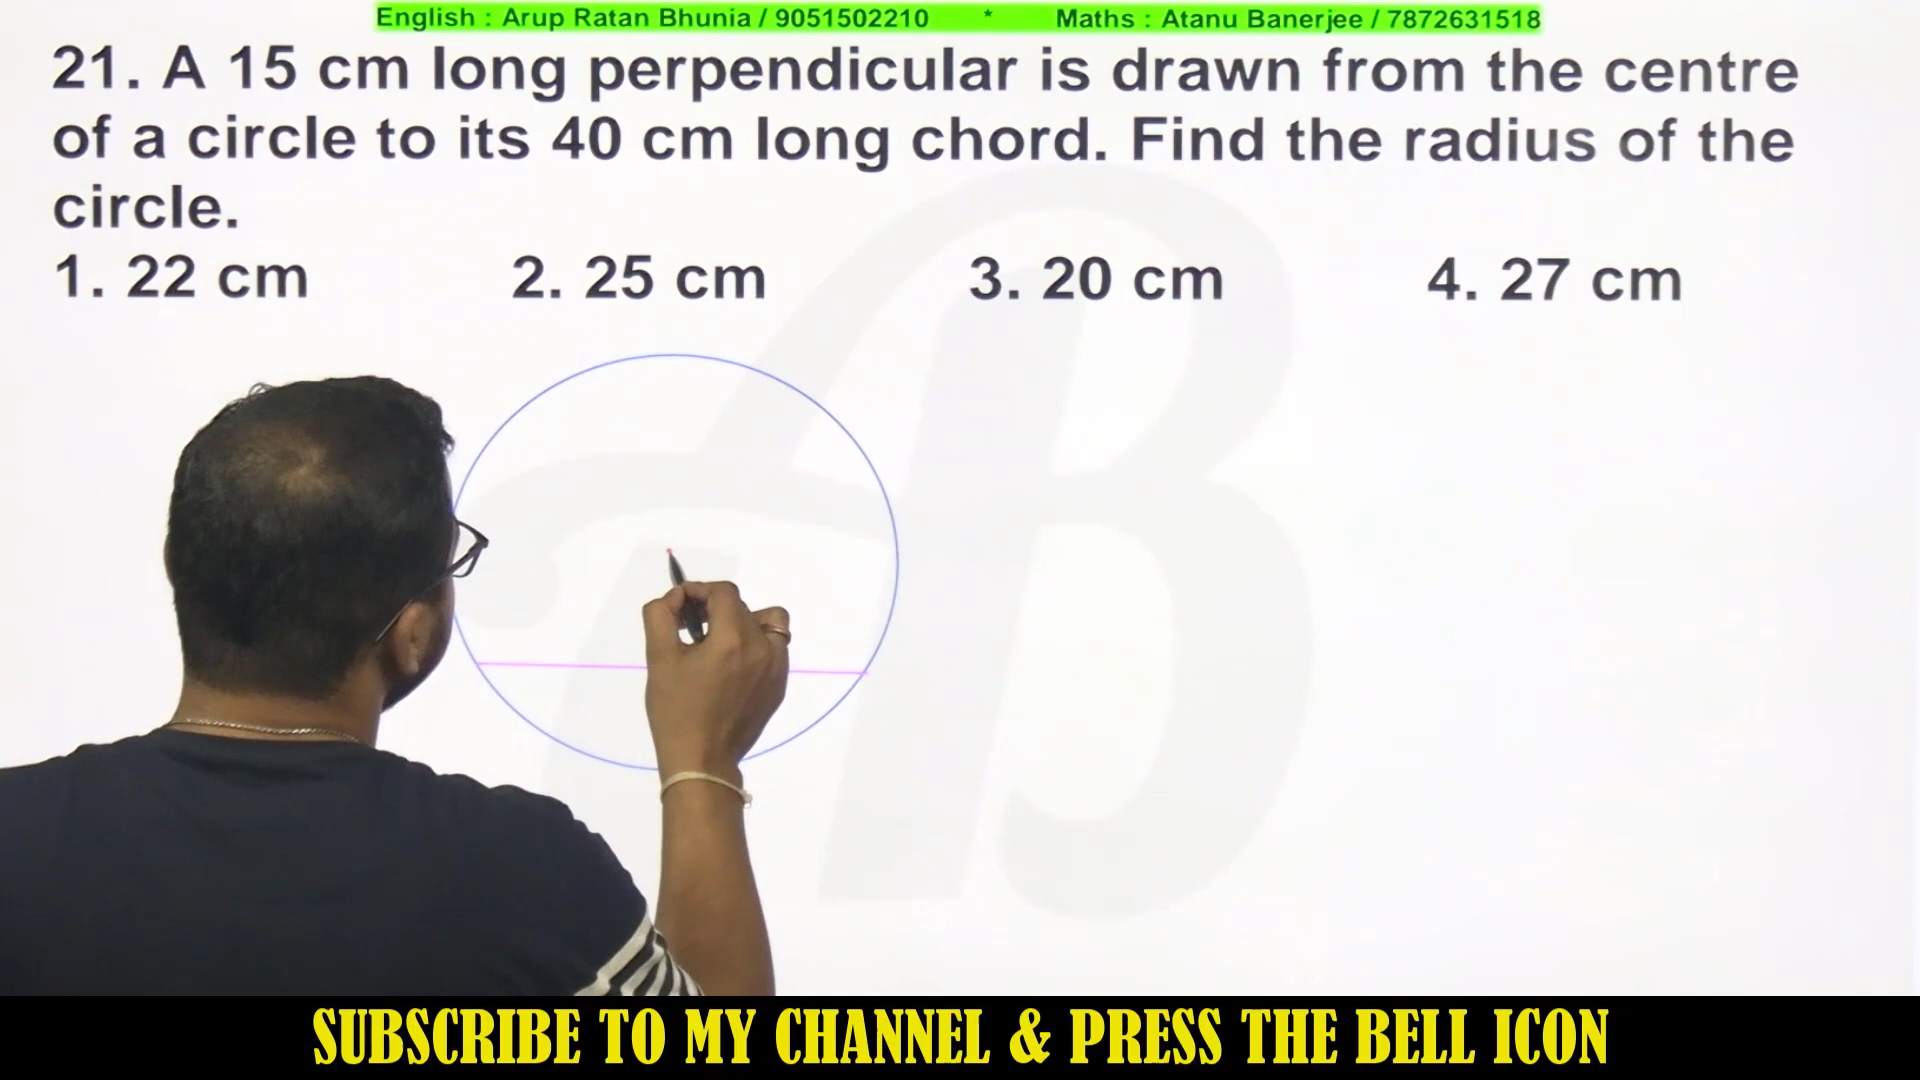 English : Arup Ratan Bhunia / 9051502210 * Maths : Atanu Banerjee / 7872631518
21. A 15 cm long perpendicular is drawn from the centre
of a circle to its 40 cm long chord. Find the radius of the
circle.
1. 22 cm 2. 25 cm 3. 20 cm 4. 27 cm
AB
SUBSCRIBE TO MY CHANNEL & PRESS THE BELL ICON